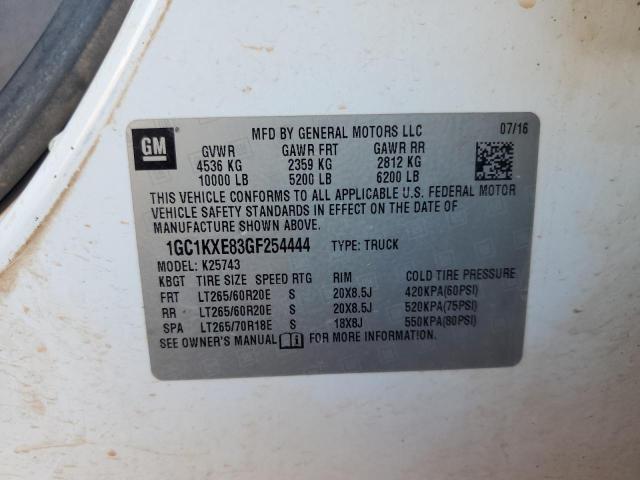 GM
MFD BY GENERAL MOTORS LLC 07/16
GVWR GAWR FRT GAWR RR
4536 KG 2359 KG 2812 KG
10000 LB 5200 LB 6200 LB
THIS VEHICLE CONFORMS TO ALL APPLICABLE U.S. FEDERAL MOTOR
VEHICLE SAFETY STANDARDS IN EFFECT ON THE DATE OF
MANUFACTURE SHOWN ABOVE.
1GC1KXE83GF254444 TYPE: TRUCK
MODEL: K25743
KBGT TIRE SIZE SPEED RTG RIM COLD TIRE PRESSURE
FRT LT265/60R20E S 20X8.5J 420KPA(60PSI)
RR LT265/60R20E S 20X8.5J 520KPA(75PSI)
SPA LT265/70R18E S 18X8J 550KPA(80PSI)
SEE OWNER'S MANUAL FOR MORE INFORMATION.